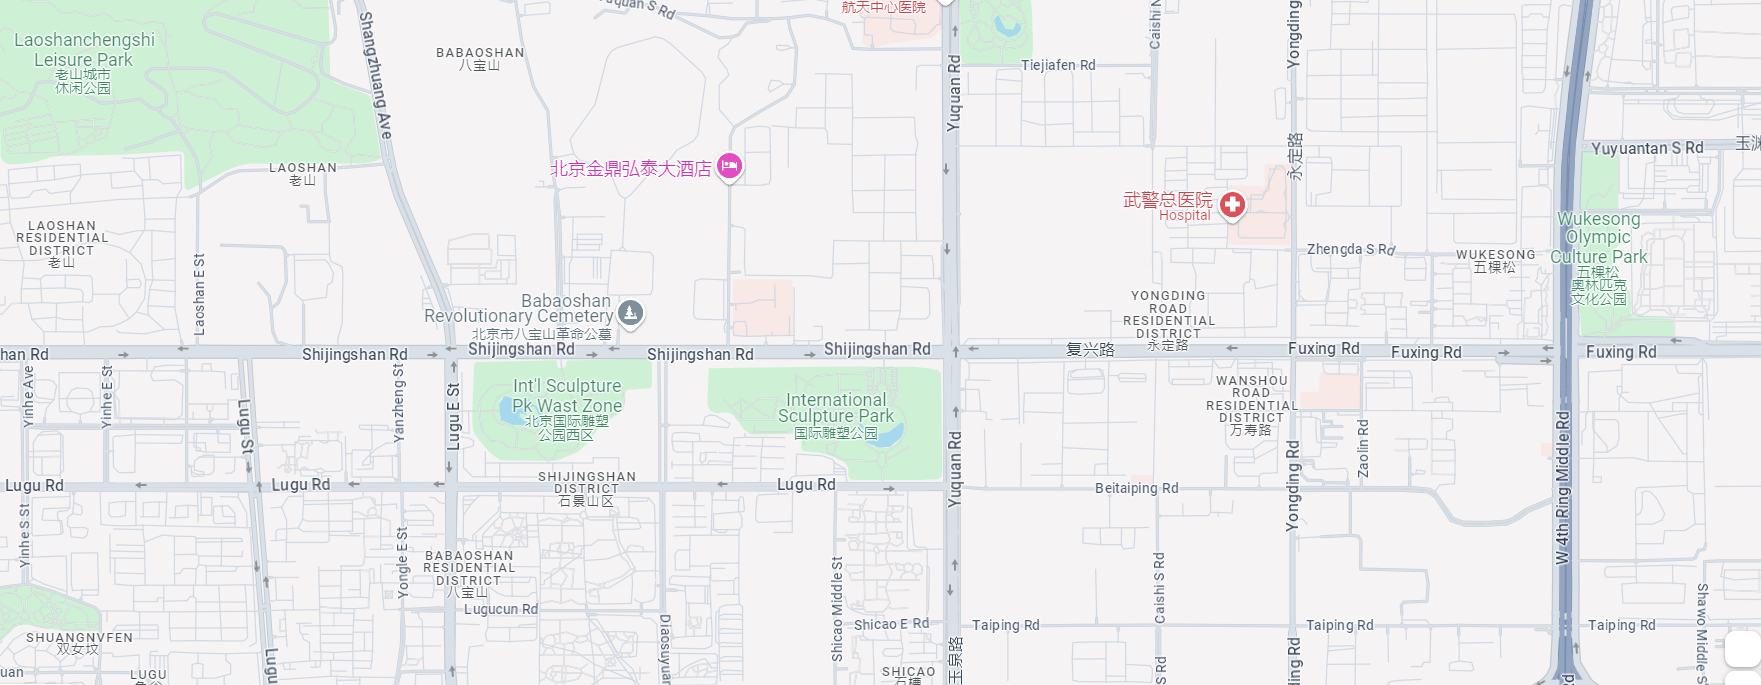 Laoshanchengshi
Leisure Park
老山城市
休闲公园
Shangzhuang Ave
BABAOSHAN
八宝山
Yuquan S Rd
航天中心医院
Yuquan Rd
Tiejiafen Rd
Yongding
永定路
Yuyuantan S Rd
LAOSHAN
老山
北京金鼎弘泰大酒店
武警总医院
Hospital
LAOSHAN
RESIDENTIAL
DISTRICT
老山
Laoshan E St
Wukesong
Olympic
Culture Park
五棵松
奥林匹克
文化公园
Zhengda S Rd
WUKESONG
五棵松
Babaoshan
Revolutionary Cemetery
北京市八宝山革命公墓
YONGDING
ROAD
RESIDENTIAL
DISTRICT
永定路
han Rd
Shijingshan Rd
Shijingshan Rd
Shijingshan Rd
Shijingshan Rd
复兴路
Fuxing Rd
Fuxing Rd
Fuxing Rd
Yinhe Ave
Yinhe E St
Lugu St
Yanzheng St
Lugu E St
Int'l Sculpture
Pk Wast Zone
北京国际雕塑
公园西区
International
Sculpture Park
国际雕塑公园
WANSHOU
ROAD
RESIDENTIAL
DISTRICT
万寿路
Zaolin Rd
Yuquan Rd
Yongding Rd
W 4th Ring Middle Rd
Lugu Rd
Lugu Rd
Lugu Rd
SHIJINGSHAN
DISTRICT
石景山区
Beitaiping Rd
Yinhe S St
Yongle E St
BABAOSHAN
RESIDENTIAL
DISTRICT
八宝山
Lugucun Rd
Shicao Middle St
Caishi S Rd
Shicao E Rd
Taiping Rd
Taiping Rd
Taiping Rd
SHUANGNVFEN
双女坟
Lugu
Diaosuyuan
玉泉路
Shawo Middle S
LUGU
SHICAO
uan
S Rd
ding Rd